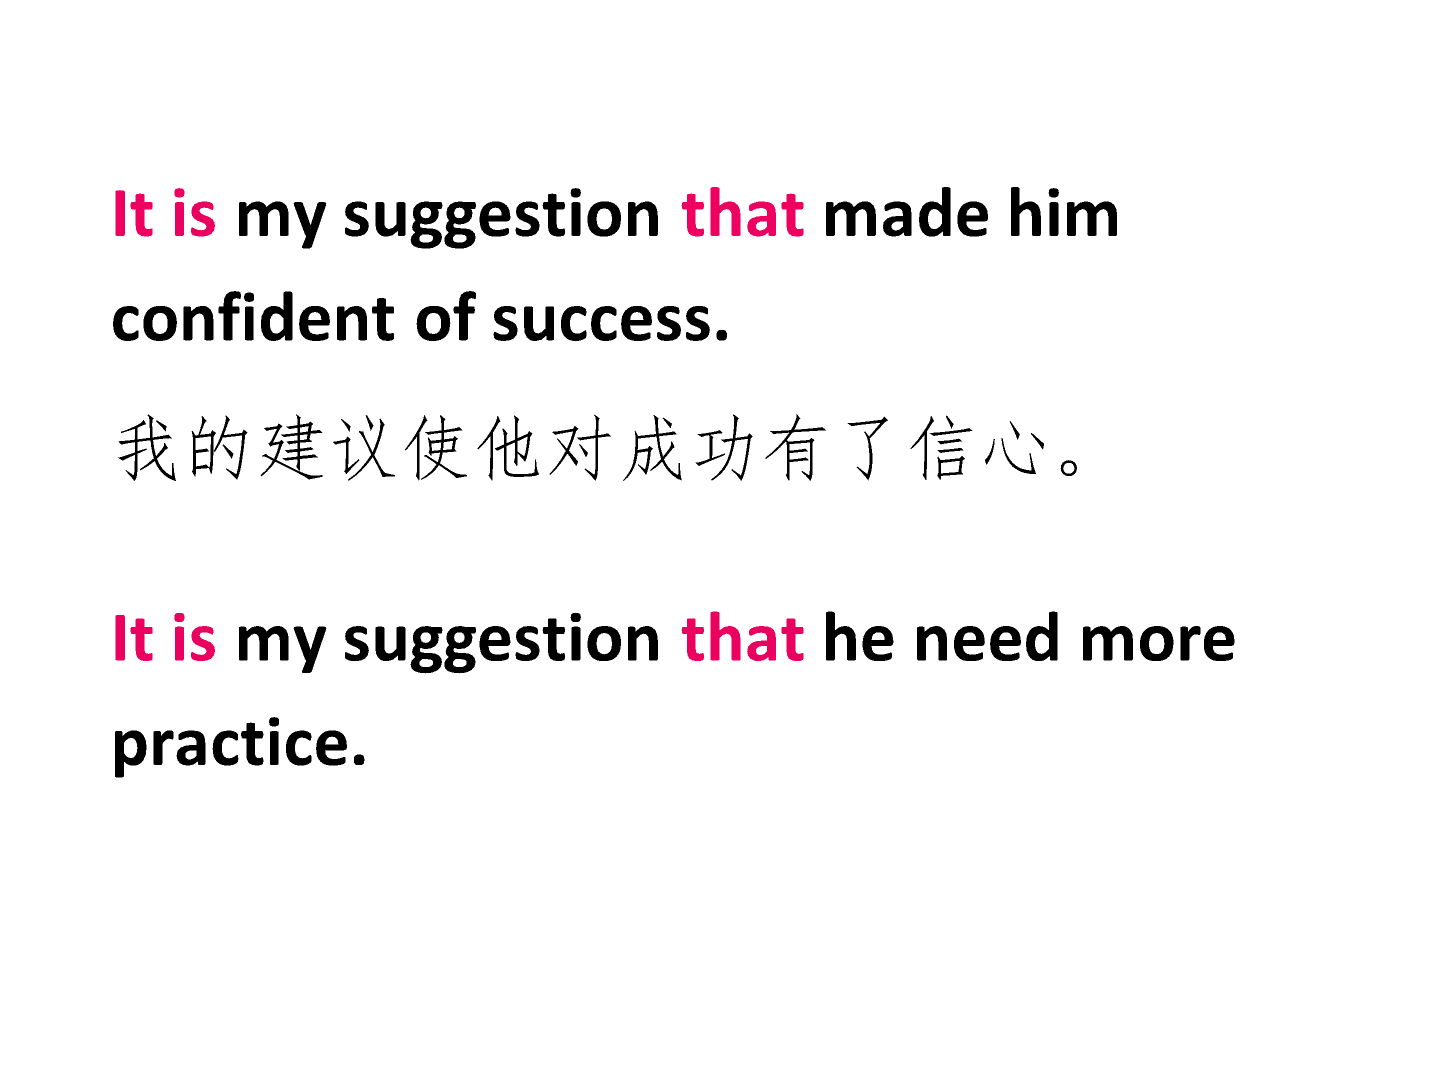 It is my suggestion that made him
confident of success.
我的建议使他对成功有了信心。
It is my suggestion that he need more
practice.